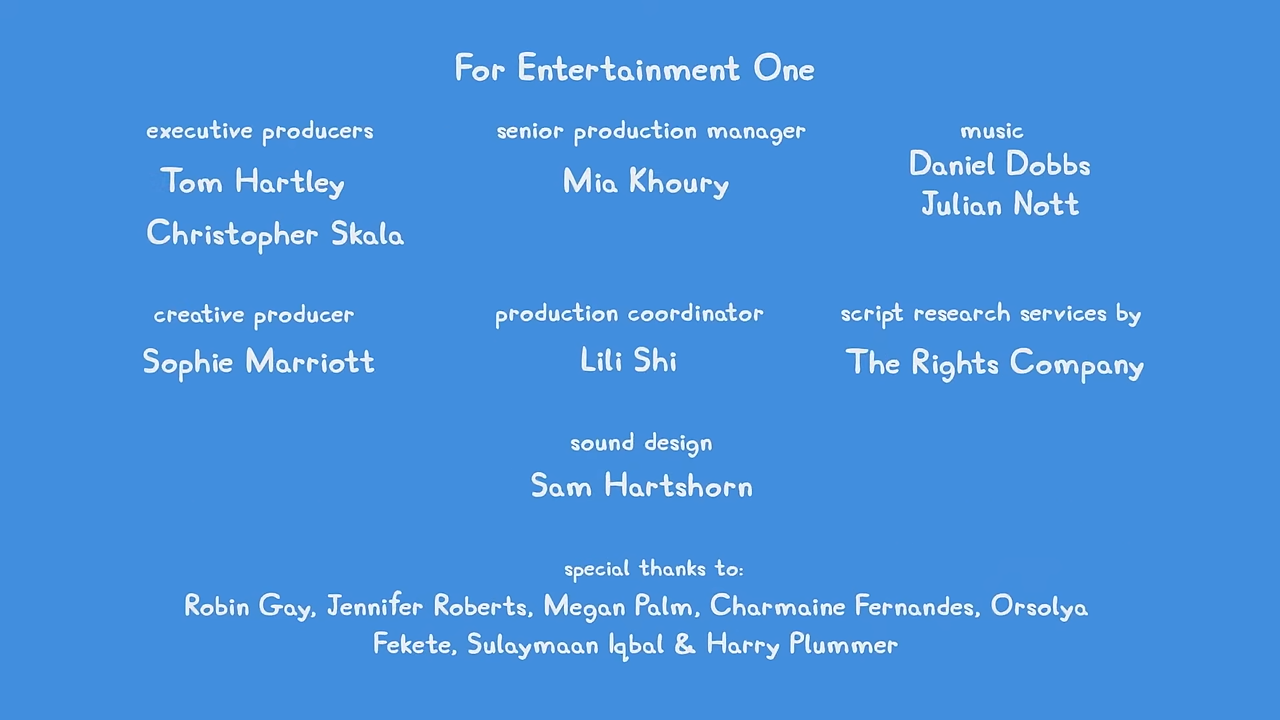 For Entertainment One
executive producers
Tom Hartley
Christopher Skala
senior production manager
Mia Khoury
music
Daniel Dobbs
Julian Nott
creative producer
Sophie Marriott
production coordinator
Lili Shi
script research services by
The Rights Company
sound design
Sam Hartshorn
special thanks to:
Robin Gay, Jennifer Roberts, Megan Palm, Charmaine Fernandes, Orsolya
Fekete, Sulaymaan Iqbal & Harry Plummer